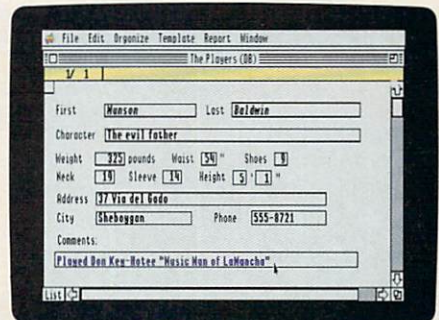 File Edit Organize Template Report Window
The Players (DB)
1/ 1
First Hanson Last Baldwin
Character The evil father
Weight 325 pounds Waist 54 " Shoes 9
Neck 19 Sleeve 14 Height 5 ' 1 "
Address 37 Via del Godo
City Sheboygan Phone 555-8721
Comments:
Played Don Key-Hotee "Music Man of LaMancha"
List